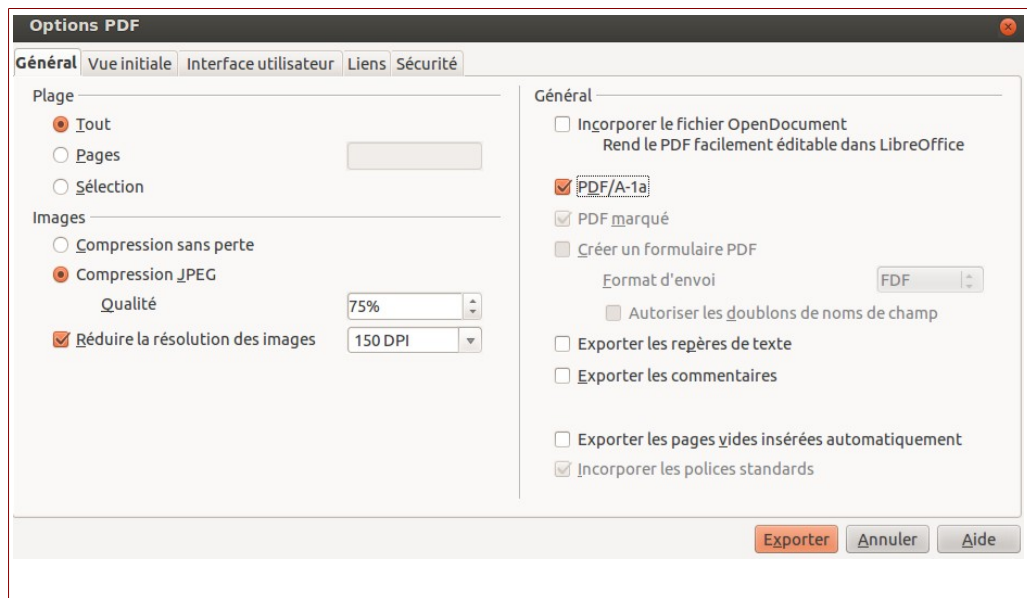 Options PDF
Général Vue initiale Interface utilisateur Liens Sécurité
Plage
Tout
Pages
Sélection
Images
Compression sans perte
Compression JPEG
Qualité 75%
Réduire la résolution des images 150 DPI
Général
Incorporer le fichier OpenDocument
Rend le PDF facilement éditable dans LibreOffice
PDF/A-1a
PDF marqué
Créer un formulaire PDF
Format d'envoi FDF
Autoriser les doublons de noms de champ
Exporter les repères de texte
Exporter les commentaires
Exporter les pages vides insérées automatiquement
Incorporer les polices standards
Exporter Annuler Aide